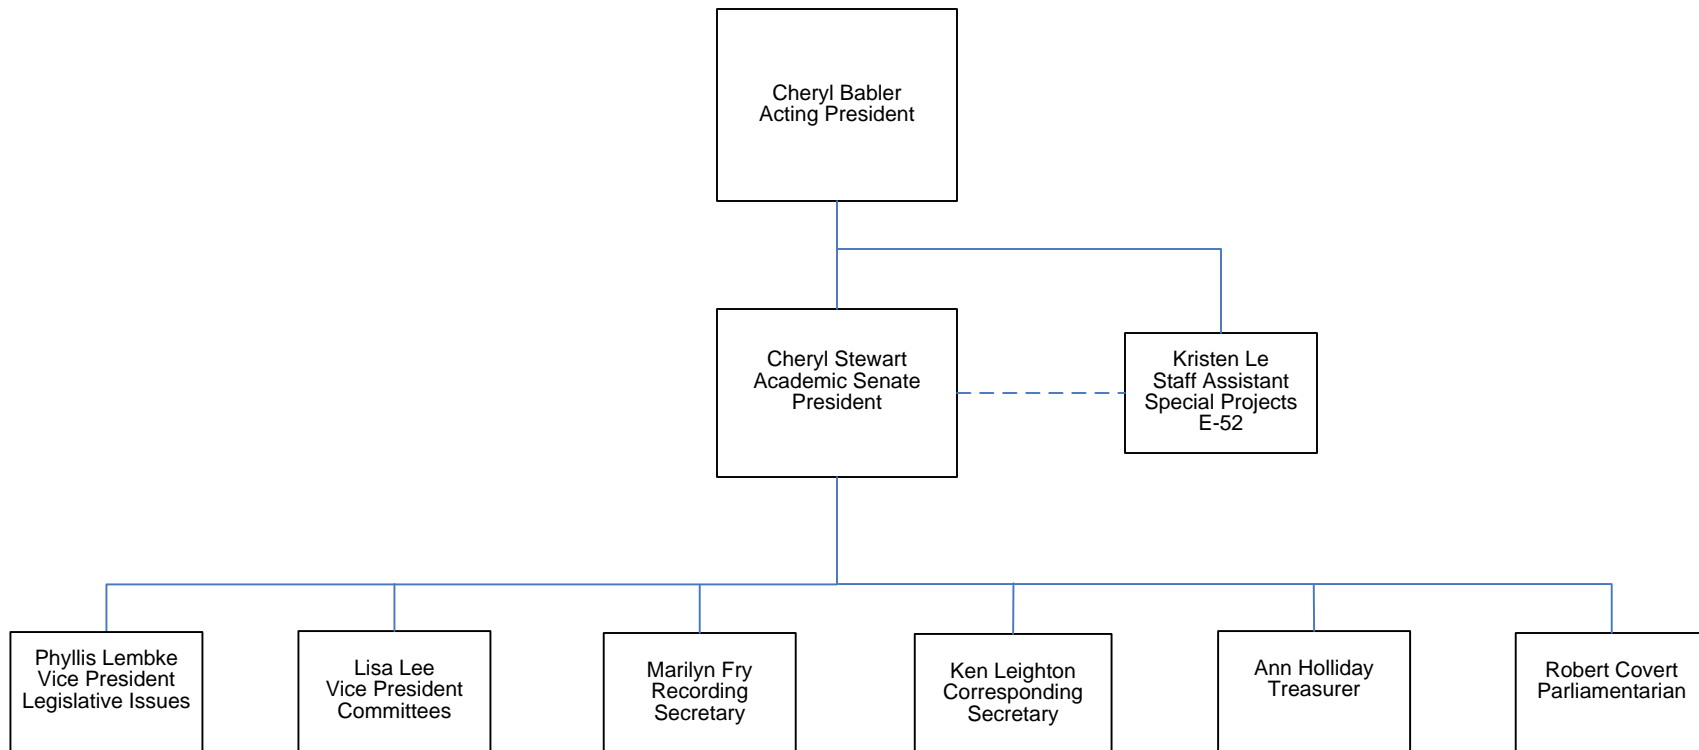 Cheryl Babler
Acting President
Cheryl Stewart
Academic Senate
President
Kristen Le
Staff Assistant
Special Projects
E-52
Phyllis Lembke
Vice President
Legislative Issues
Lisa Lee
Vice President
Committees
Marilyn Fry
Recording
Secretary
Ken Leighton
Corresponding
Secretary
Ann Holliday
Treasurer
Robert Covert
Parliamentarian